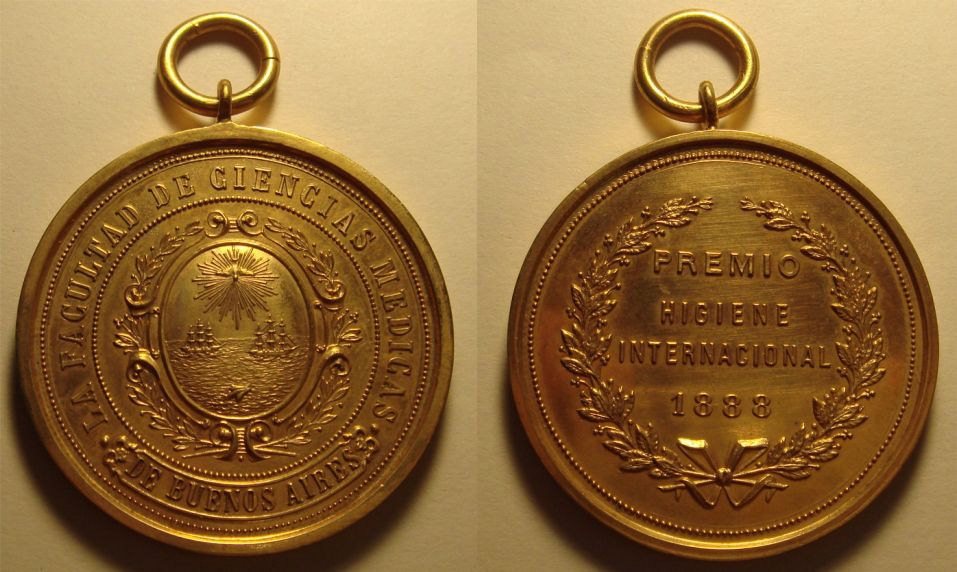 LA FACULTAD DE CIENCIAS MEDICAS
DE BUENOS AIRES
PREMIO
HIGIENE
INTERNACIONAL
1888